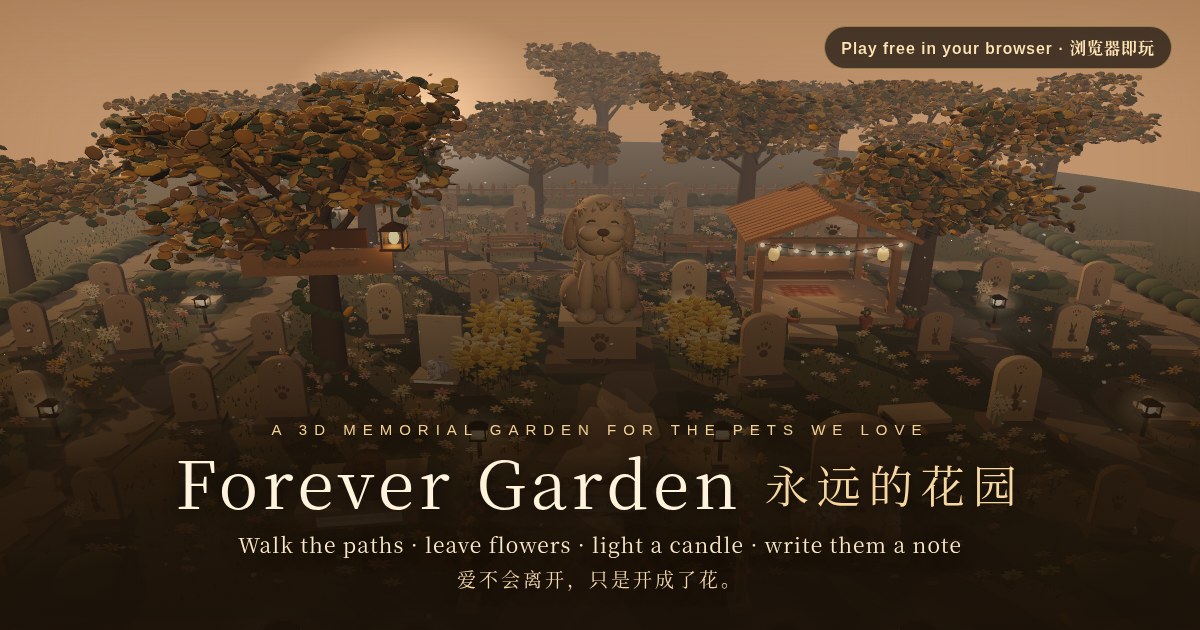 Play free in your browser · 浏览器即玩
A 3D MEMORIAL GARDEN FOR THE PETS WE LOVE
Forever Garden 永远的花园
Walk the paths · leave flowers · light a candle · write them a note
爱不会离开，只是开成了花。